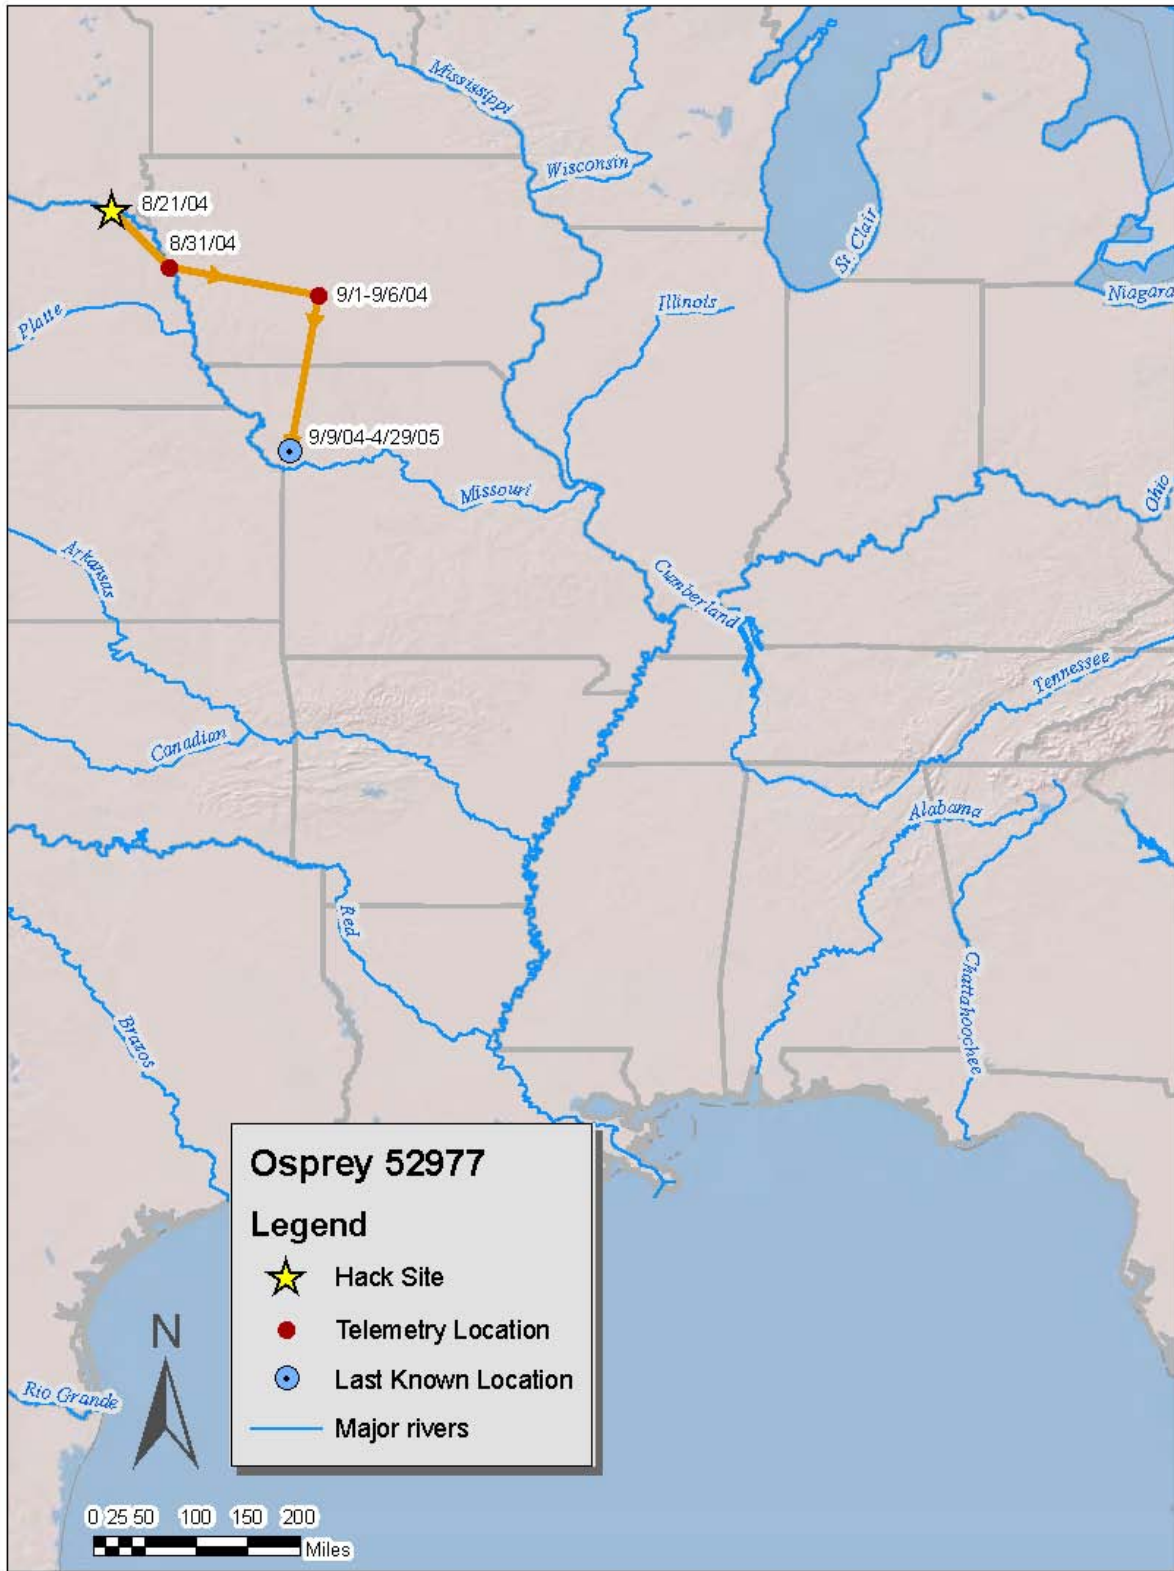 Mississippi
Wisconsin
8/21/04
8/31/04
St. Clair
9/1-9/6/04
Niagara
Illinois
Platte
9/9/04-4/29/05
Missouri
Ohio
Arkansas
Cumberland
Tennessee
Canadian
Alabama
Red
Chattahoochee
Brazos
Osprey 52977
Legend
Hack Site
Telemetry Location
Last Known Location
Major rivers
N
Rio Grande
0 25 50 100 150 200
Miles